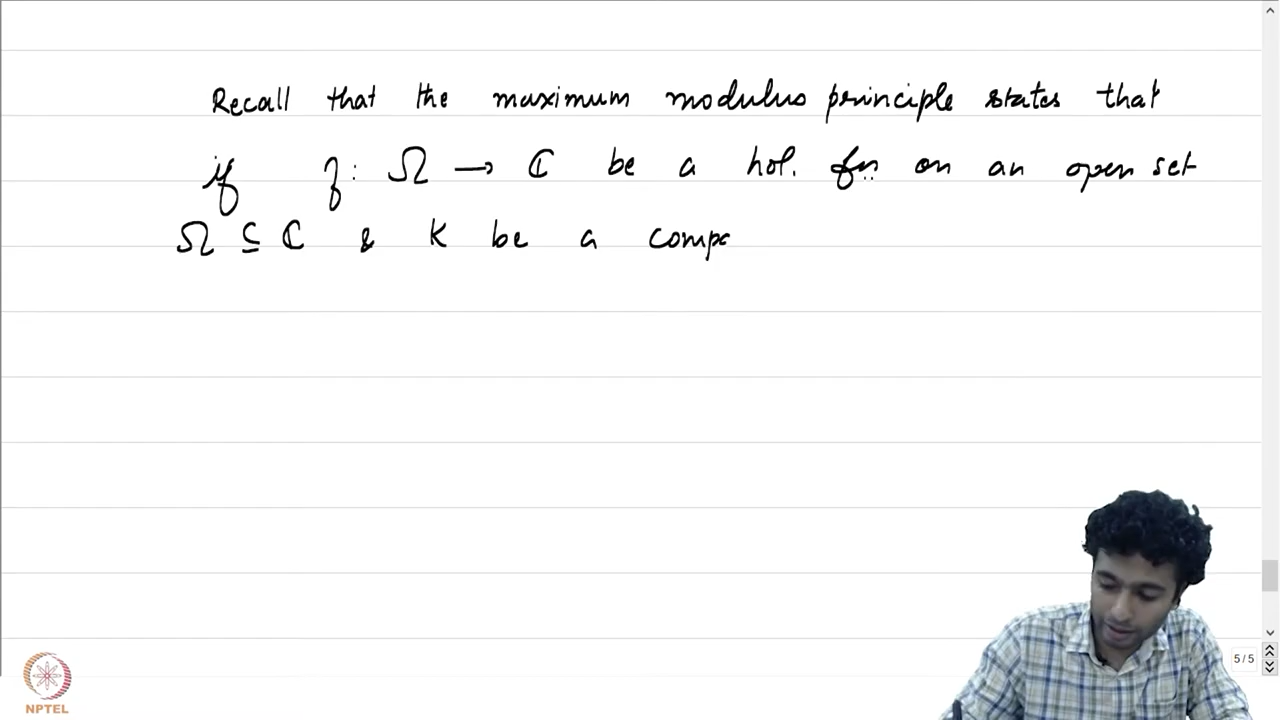 Recall that the maximum modulus principle states that
if f: Ω → ℂ be a hol. fn on an open set
Ω ⊆ ℂ & K be a compa
5 / 5
NPTEL